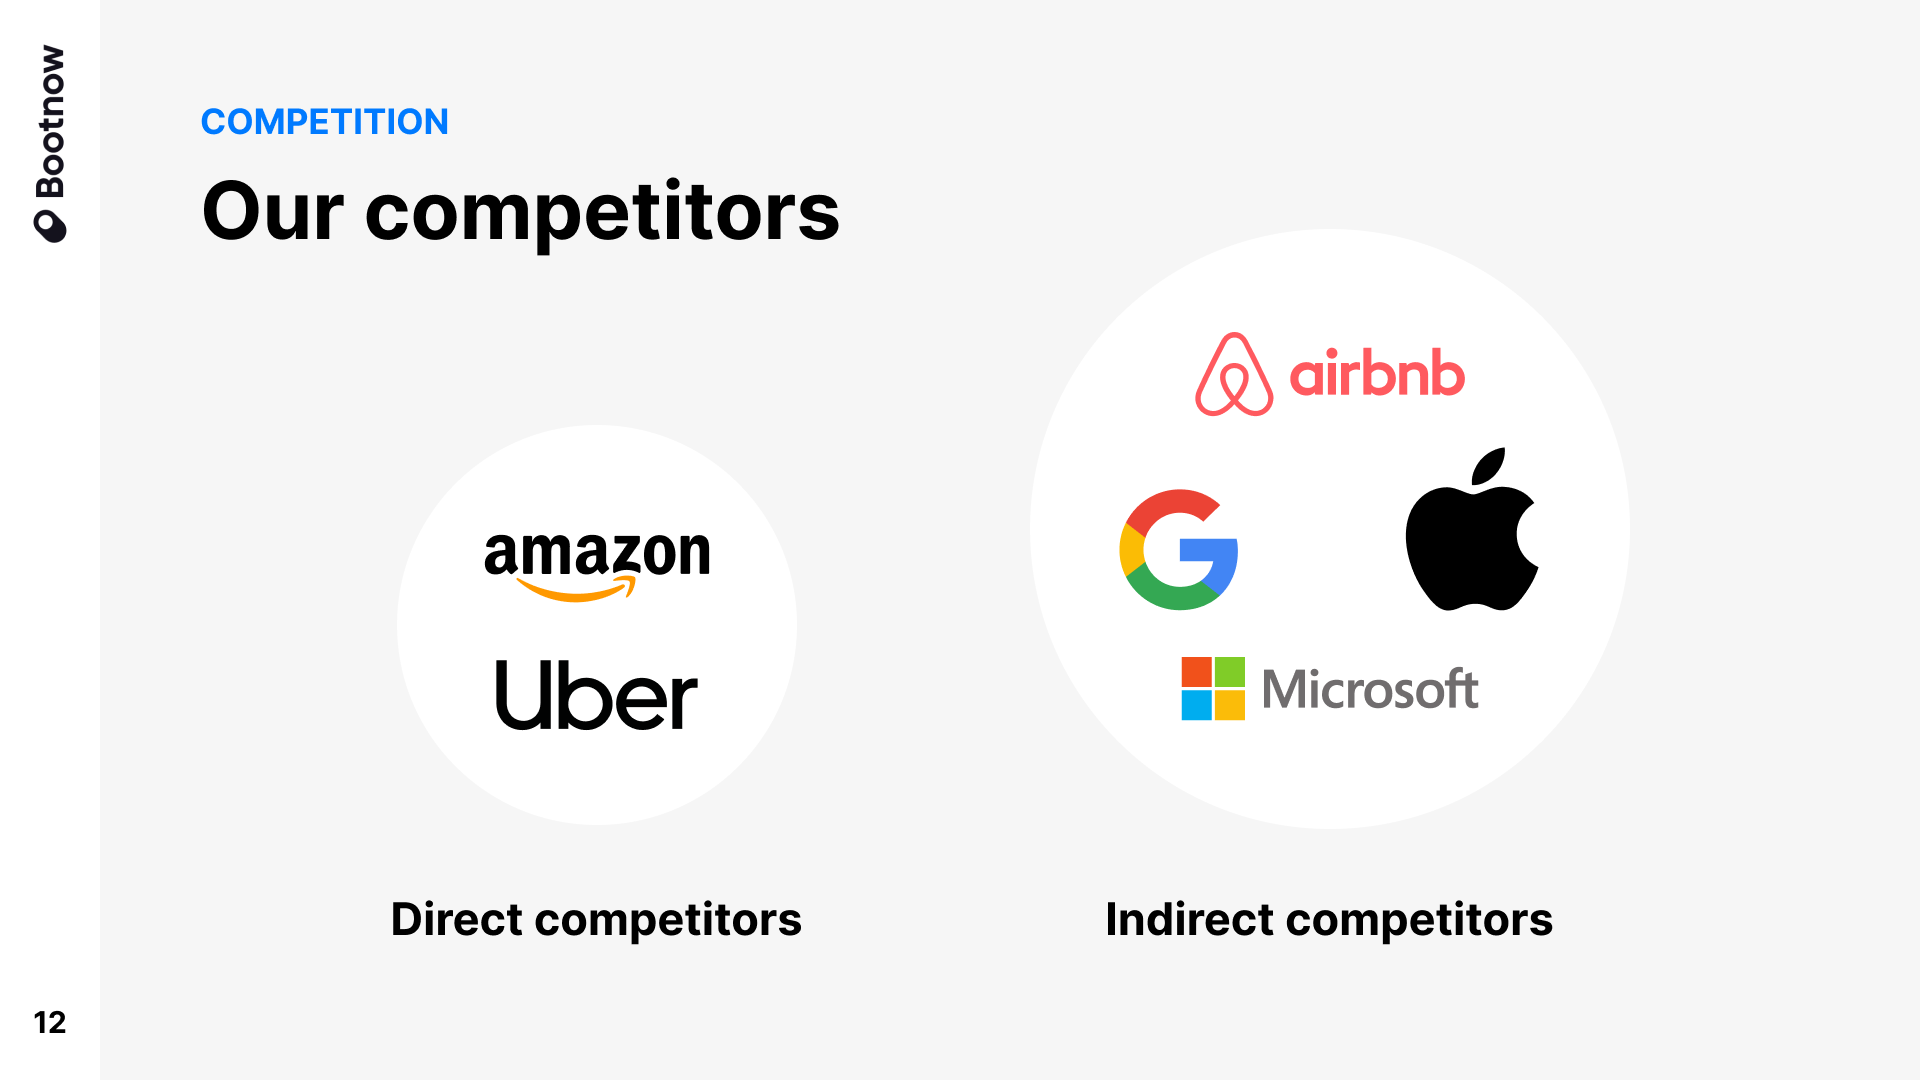 Bootnow
COMPETITION
Our competitors
airbnb
amazon
Uber
Microsoft
Direct competitors
Indirect competitors
12